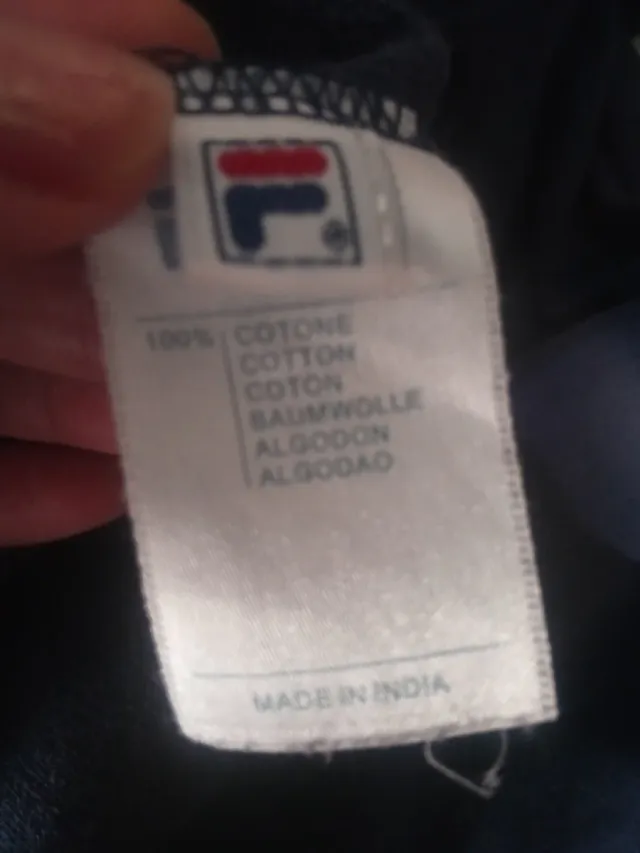 100% COTONE
COTTON
COTON
BAUMWOLLE
ALGODON
ALGODAO
MADE IN INDIA